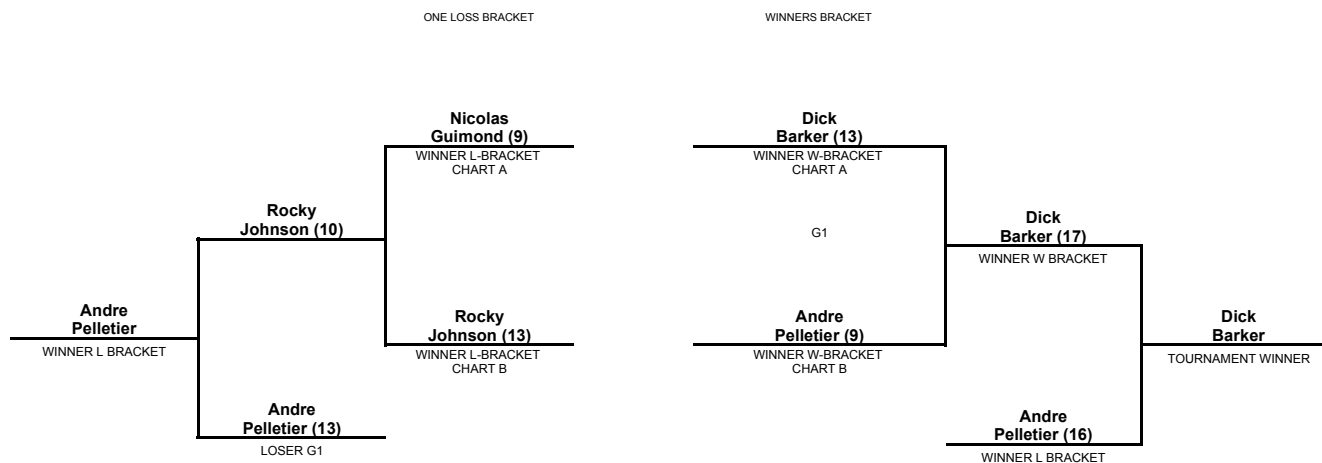 ONE LOSS BRACKET
WINNERS BRACKET
Nicolas
Guimond (9)
WINNER L-BRACKET
CHART A
Dick
Barker (13)
WINNER W-BRACKET
CHART A
Rocky
Johnson (10)
G1
Dick
Barker (17)
WINNER W BRACKET
Andre
Pelletier
WINNER L BRACKET
Rocky
Johnson (13)
WINNER L-BRACKET
CHART B
Andre
Pelletier (9)
WINNER W-BRACKET
CHART B
Dick
Barker
TOURNAMENT WINNER
Andre
Pelletier (13)
LOSER G1
Andre
Pelletier (16)
WINNER L BRACKET